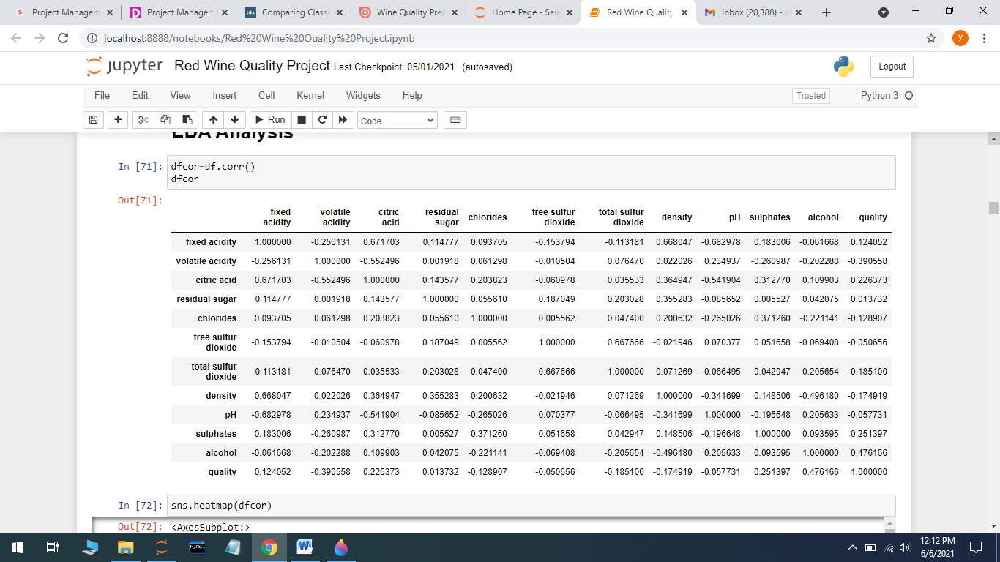 Project Managem
Project Managem
Comparing Classi
Wine Quality Pred
Home Page - Sele
Red Wine Quality
Inbox (20,388) - p
localhost:8888/notebooks/Red%20Wine%20Quality%20Project.ipynb
y
jupyter Red Wine Quality Project Last Checkpoint: 05/01/2021 (autosaved)
Logout
File Edit View Insert Cell Kernel Widgets Help
Trusted Python 3
Run Code
EDA Analysis
In [71]: dfcor=df.corr()
dfcor
Out[71]:
fixed acidity volatile acidity citric acid residual sugar chlorides free sulfur dioxide total sulfur dioxide density pH sulphates alcohol quality
fixed acidity 1.000000 -0.256131 0.671703 0.114777 0.093705 -0.153794 -0.113181 0.668047 -0.682978 0.183006 -0.061668 0.124052
volatile acidity -0.256131 1.000000 -0.552496 0.001918 0.061298 -0.010504 0.076470 0.022026 0.234937 -0.260987 -0.202288 -0.390558
citric acid 0.671703 -0.552496 1.000000 0.143577 0.203823 -0.060978 0.035533 0.364947 -0.541904 0.312770 0.109903 0.226373
residual sugar 0.114777 0.001918 0.143577 1.000000 0.055610 0.187049 0.203028 0.355283 -0.085652 0.005527 0.042075 0.013732
chlorides 0.093705 0.061298 0.203823 0.055610 1.000000 0.005562 0.047400 0.200632 -0.265026 0.371260 -0.221141 -0.128907
free sulfur dioxide -0.153794 -0.010504 -0.060978 0.187049 0.005562 1.000000 0.667666 -0.021946 0.070377 0.051658 -0.069408 -0.050656
total sulfur dioxide -0.113181 0.076470 0.035533 0.203028 0.047400 0.667666 1.000000 0.071269 -0.066495 0.042947 -0.205654 -0.185100
density 0.668047 0.022026 0.364947 0.355283 0.200632 -0.021946 0.071269 1.000000 -0.341699 0.148506 -0.496180 -0.174919
pH -0.682978 0.234937 -0.541904 -0.085652 -0.265026 0.070377 -0.066495 -0.341699 1.000000 -0.196648 0.205633 -0.057731
sulphates 0.183006 -0.260987 0.312770 0.005527 0.371260 0.051658 0.042947 0.148506 -0.196648 1.000000 0.093595 0.251397
alcohol -0.061668 -0.202288 0.109903 0.042075 -0.221141 -0.069408 -0.205654 -0.496180 0.205633 0.093595 1.000000 0.476166
quality 0.124052 -0.390558 0.226373 0.013732 -0.128907 -0.050656 -0.185100 -0.174919 -0.057731 0.251397 0.476166 1.000000
In [72]: sns.heatmap(dfcor)
Out[72]: <AxesSubplot:>
12:12 PM
6/6/2021